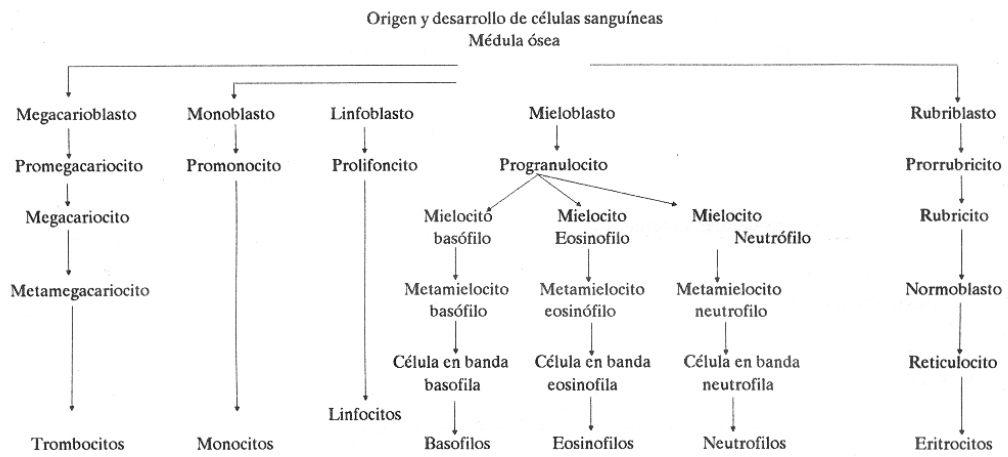 Origen y desarrollo de células sanguíneas
Médula ósea
Megacarioblasto Monoblasto Linfoblasto Mieloblasto Rubriblasto
Promegacariocito Promonocito Prolifoncito Progranulocito Prorrubricito
Megacariocito Mielocito Mielocito Mielocito Rubricito
basófilo Eosinofilo Neutrófilo
Metamegacariocito Metamielocito Metamielocito Metamielocito Normoblasto
basófilo eosinófilo neutrofilo
Célula en banda Célula en banda Célula en banda Reticulocito
basofila eosinofila neutrofila
Linfocitos
Trombocitos Monocitos Basofilos Eosinofilos Neutrofilos Eritrocitos